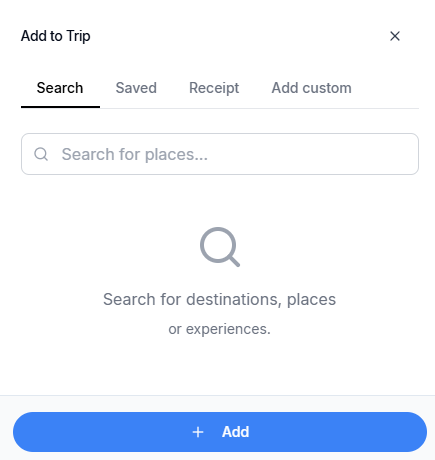 Add to Trip
Search Saved Receipt Add custom
Search for places...
Search for destinations, places
or experiences.
Add